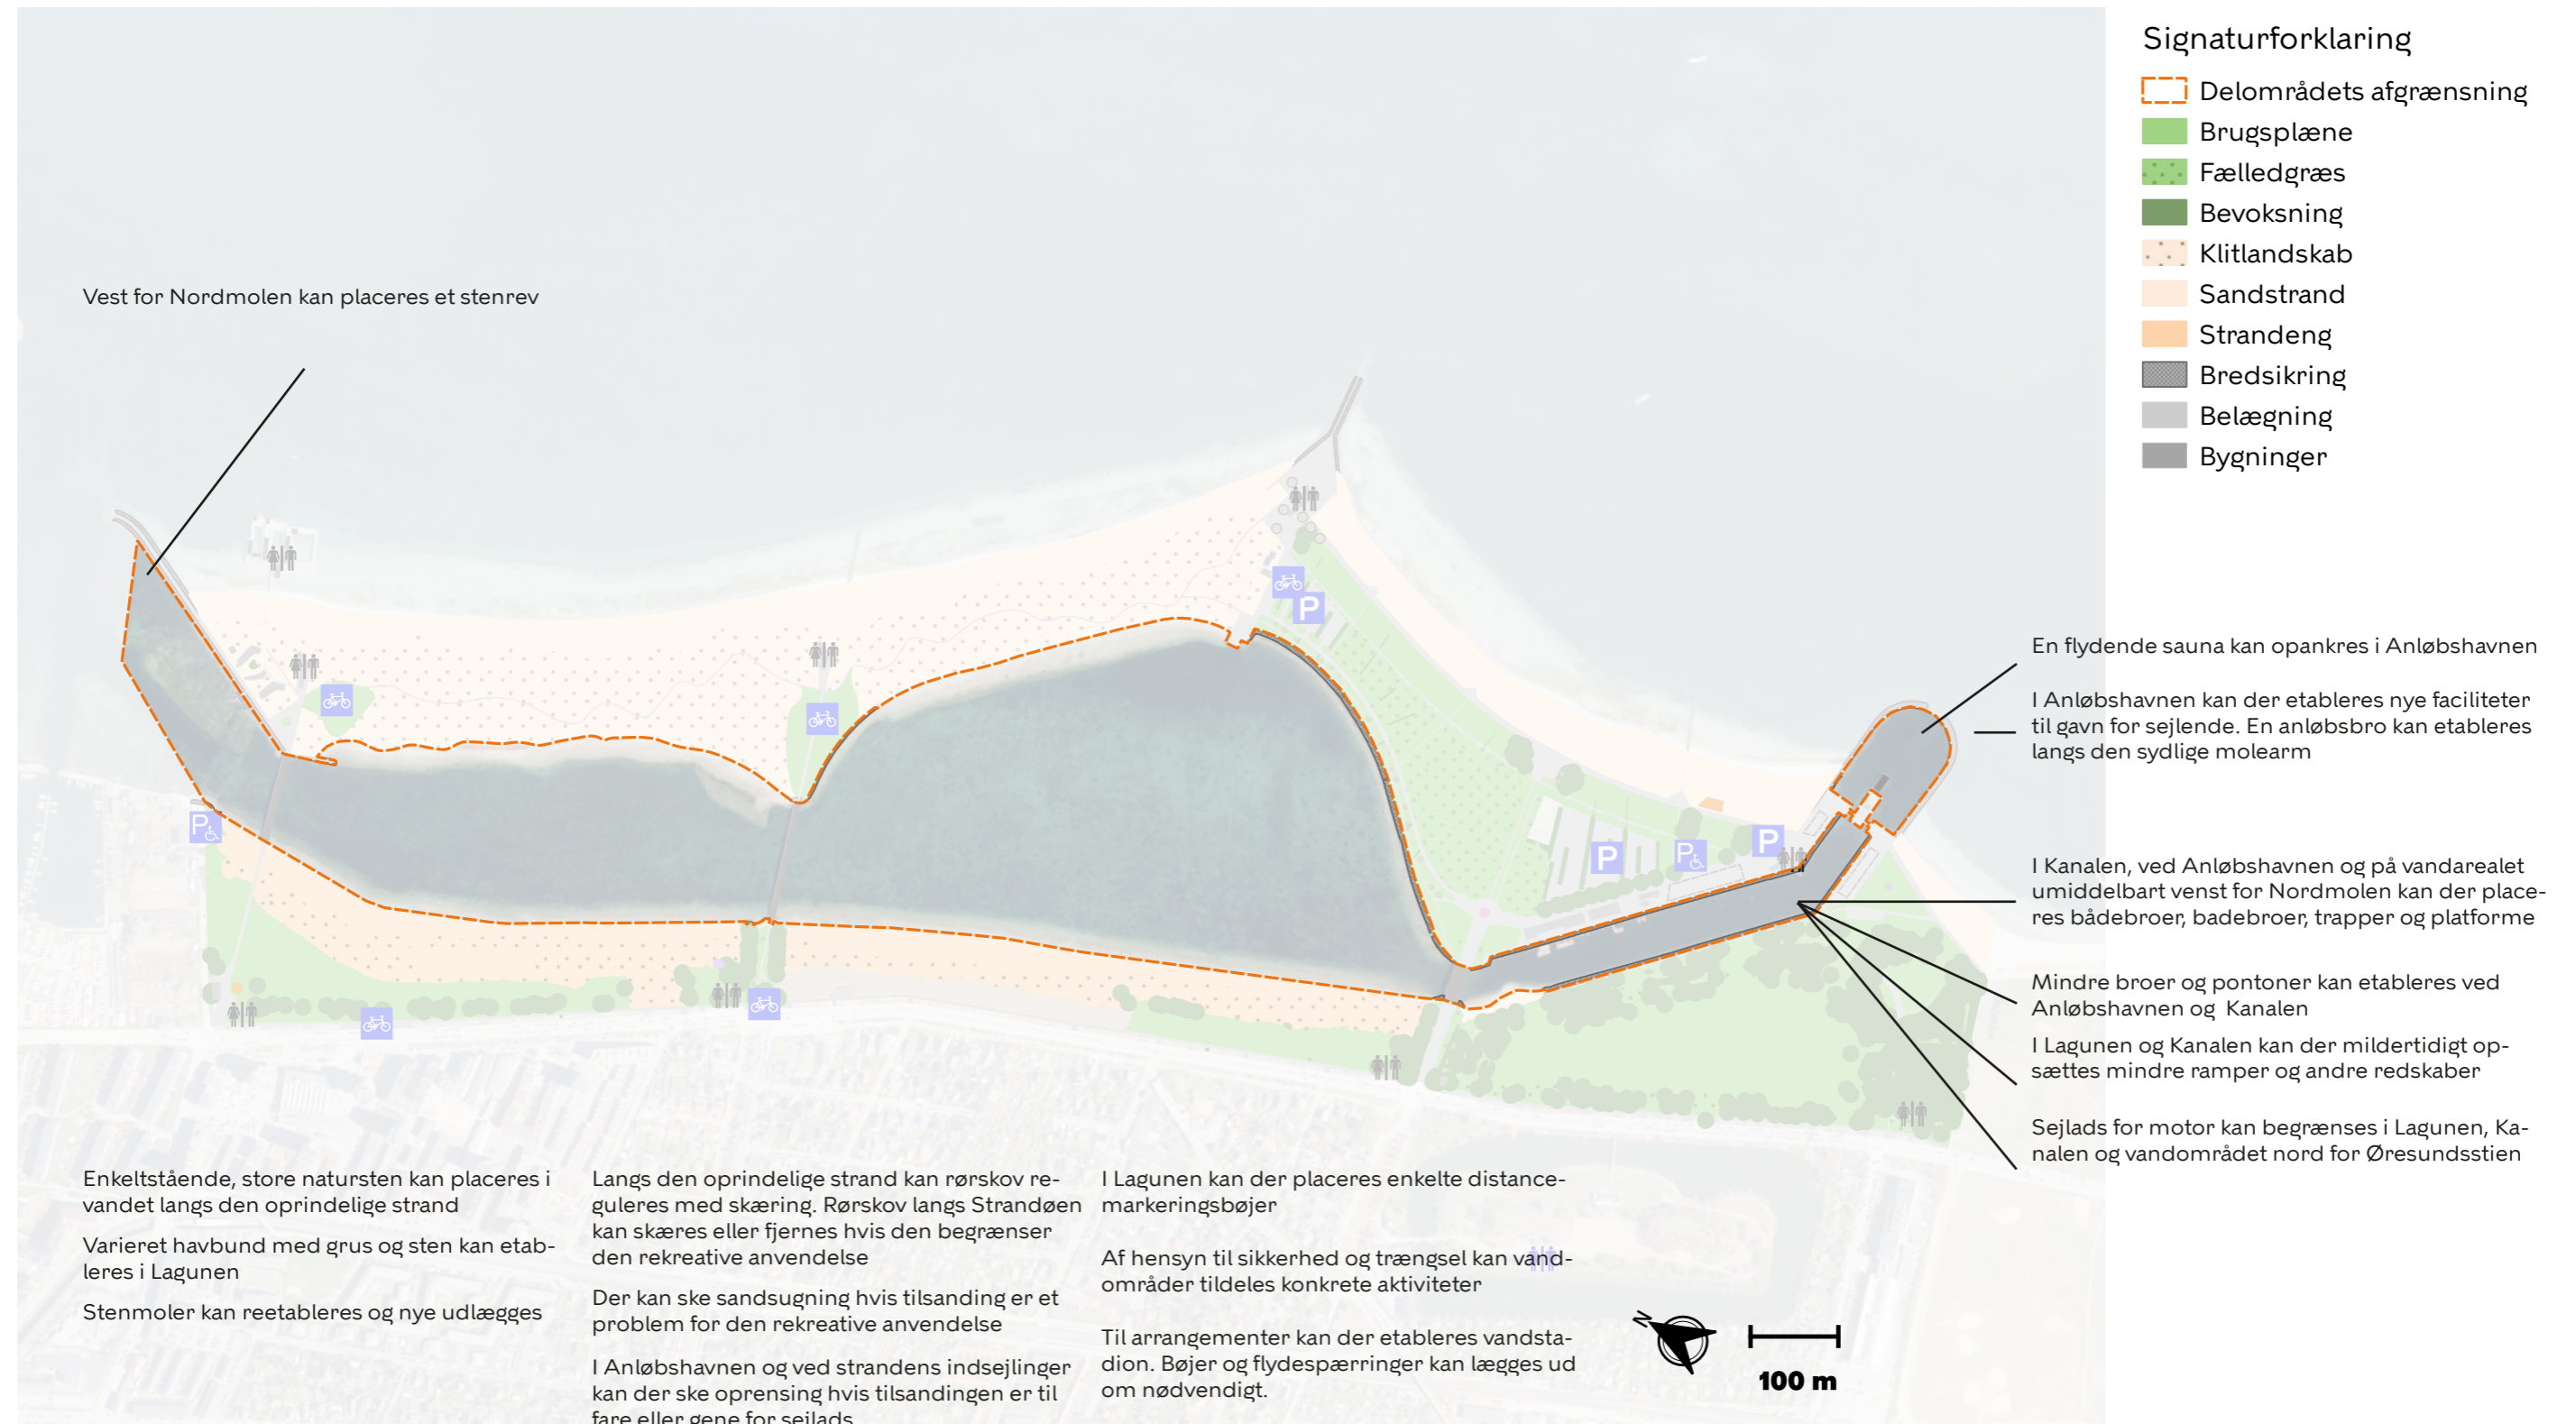 Signaturforklaring
Delområdets afgrænsning
Brugsplæne
Fælledgræs
Bevoksning
Klitlandskab
Sandstrand
Strandeng
Bredsikring
Belægning
Bygninger
Vest for Nordmolen kan placeres et stenrev
P
P
P
P
P
En flydende sauna kan opankres i Anløbshavnen
I Anløbshavnen kan der etableres nye faciliteter
til gavn for sejlende. En anløbsbro kan etableres
langs den sydlige molearm
I Kanalen, ved Anløbshavnen og på vandarealet
umiddelbart venst for Nordmolen kan der place-
res bådebroer, badebroer, trapper og platforme
Mindre broer og pontoner kan etableres ved
Anløbshavnen og Kanalen
I Lagunen og Kanalen kan der mildertidigt op-
sættes mindre ramper og andre redskaber
Sejlads for motor kan begrænses i Lagunen, Ka-
nalen og vandområdet nord for Øresundsstien
Enkeltstående, store natursten kan placeres i
vandet langs den oprindelige strand
Varieret havbund med grus og sten kan etab-
leres i Lagunen
Stenmoler kan reetableres og nye udlægges
Langs den oprindelige strand kan rørskov re-
guleres med skæring. Rørskov langs Strandøen
kan skæres eller fjernes hvis den begrænser
den rekreative anvendelse
Der kan ske sandsugning hvis tilsanding er et
problem for den rekreative anvendelse
I Anløbshavnen og ved strandens indsejlinger
kan der ske oprensing hvis tilsandingen er til
fare eller gene for sejlads
I Lagunen kan der placeres enkelte distance-
markeringsbøjer
Af hensyn til sikkerhed og trængsel kan vand-
områder tildeles konkrete aktiviteter
Til arrangementer kan der etableres vandsta-
dion. Bøjer og flydespærringer kan lægges ud
om nødvendigt.
N
100 m